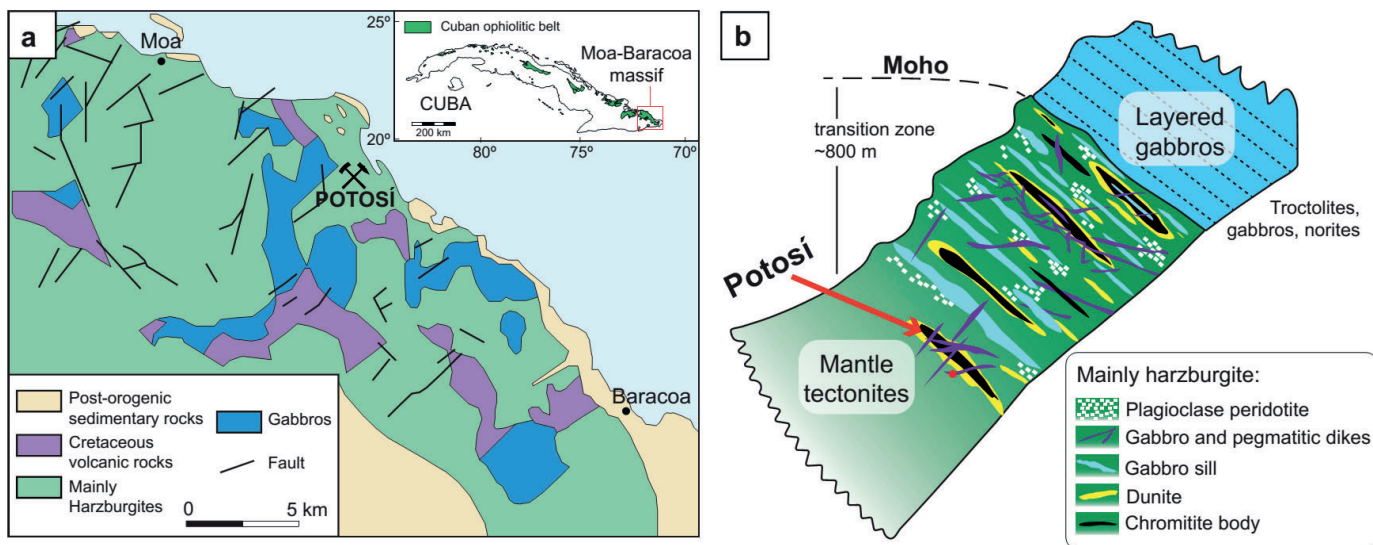 a
Moa
25°
Cuban ophiolitic belt
Moa-Baracoa
massif
CUBA
200 km
20°
80°
75°
70°
POTOSÍ
Baracoa
Post-orogenic
sedimentary rocks
Cretaceous
volcanic rocks
Mainly
Harzburgites
Gabbros
Fault
0 5 km
b
Moho
transition zone
~800 m
Layered
gabbros
Troctolites,
gabbros, norites
Potosí
Mantle
tectonites
Mainly harzburgite:
Plagioclase peridotite
Gabbro and pegmatitic dikes
Gabbro sill
Dunite
Chromitite body